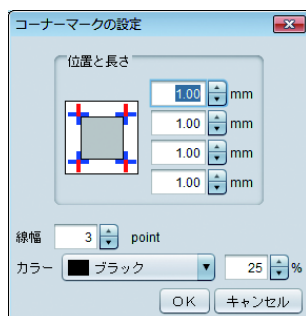 コーナーマークの設定
位置と長さ
1.00 mm
1.00 mm
1.00 mm
1.00 mm
線幅 3 point
カラー ブラック 25 %
OK キャンセル